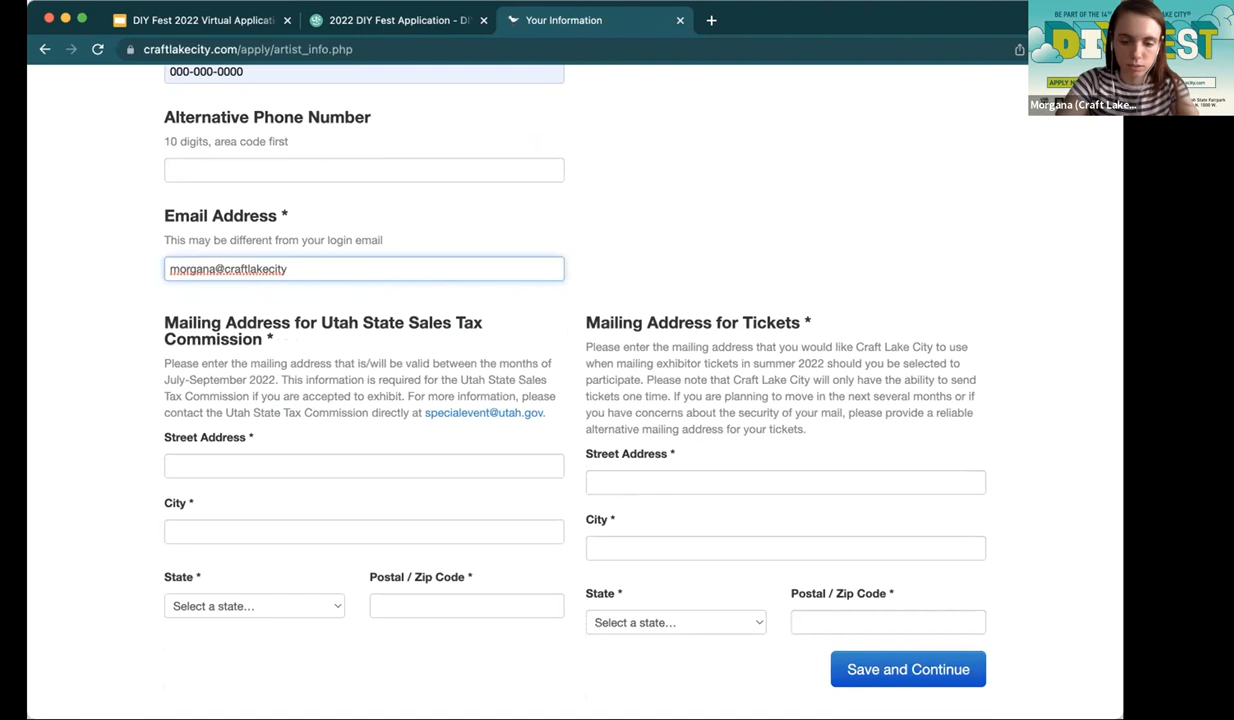 DIY Fest 2022 Virtual Applicati
2022 DIY Fest Application - DI
Your Information
craftlakecity.com/apply/artist_info.php
BE PART OF THE 14TH
DIY FEST
Morgana (Craft Lake...
000-000-0000
Alternative Phone Number
10 digits, area code first
Email Address *
This may be different from your login email
morgana@craftlakecity
Mailing Address for Utah State Sales Tax
Commission *
Please enter the mailing address that is/will be valid between the months of
July-September 2022. This information is required for the Utah State Sales
Tax Commission if you are accepted to exhibit. For more information, please
contact the Utah State Tax Commission directly at specialevent@utah.gov.
Street Address *
City *
State *
Postal / Zip Code *
Select a state...
Mailing Address for Tickets *
Please enter the mailing address that you would like Craft Lake City to use
when mailing exhibitor tickets in summer 2022 should you be selected to
participate. Please note that Craft Lake City will only have the ability to send
tickets one time. If you are planning to move in the next several months or if
you have concerns about the security of your mail, please provide a reliable
alternative mailing address for your tickets.
Street Address *
City *
State *
Postal / Zip Code *
Select a state...
Save and Continue